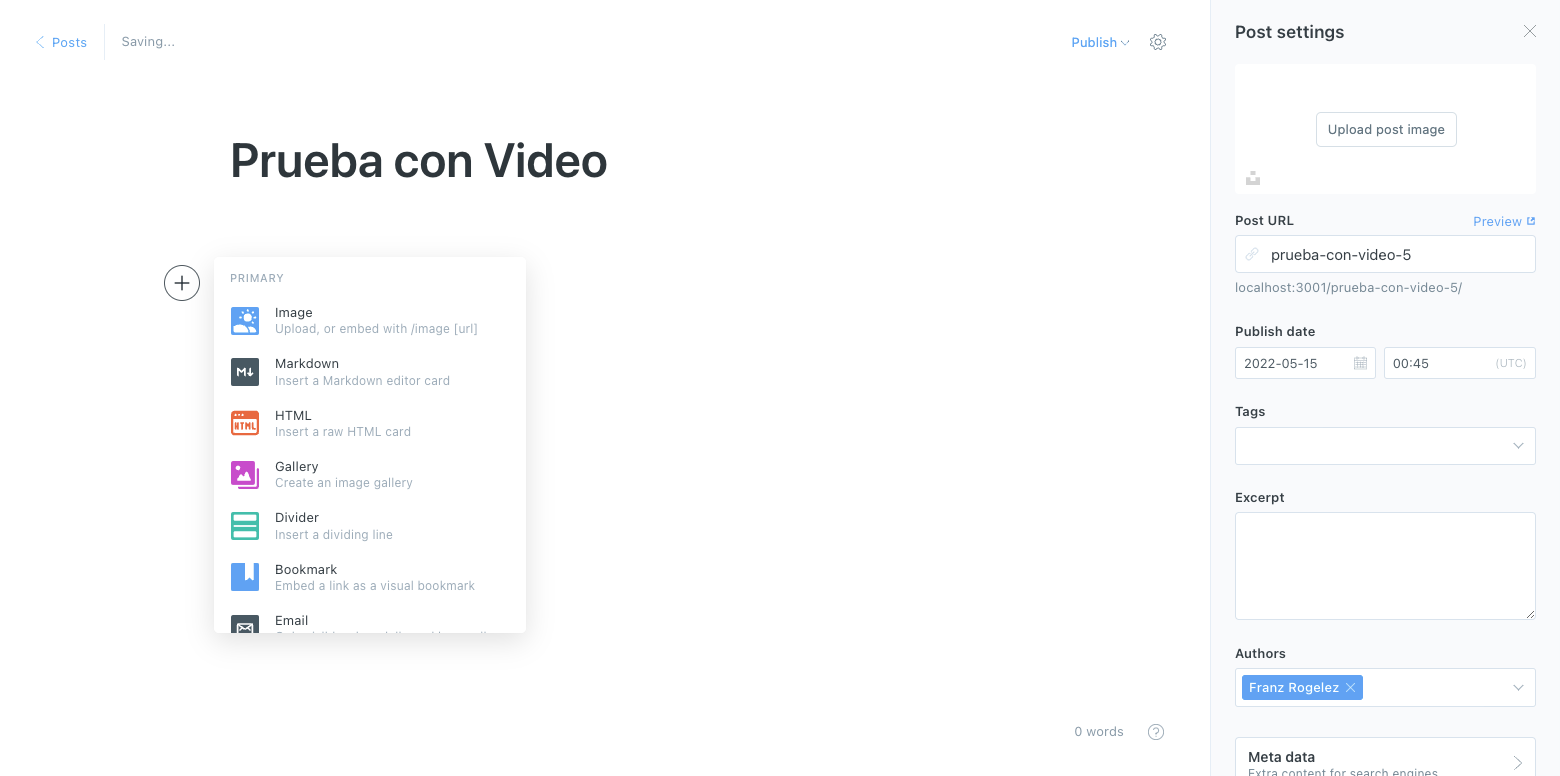 Posts
Saving...
Publish
Prueba con Video
PRIMARY
Image
Upload, or embed with /image [url]
Markdown
Insert a Markdown editor card
HTML
HTML
Insert a raw HTML card
Gallery
Create an image gallery
Divider
Insert a dividing line
Bookmark
Embed a link as a visual bookmark
Email
0 words
?
Post settings
Upload post image
Post URL
Preview
prueba-con-video-5
localhost:3001/prueba-con-video-5/
Publish date
2022-05-15
00:45 (UTC)
Tags
Excerpt
Authors
Franz Rogelez
Meta data
Extra content for search engines